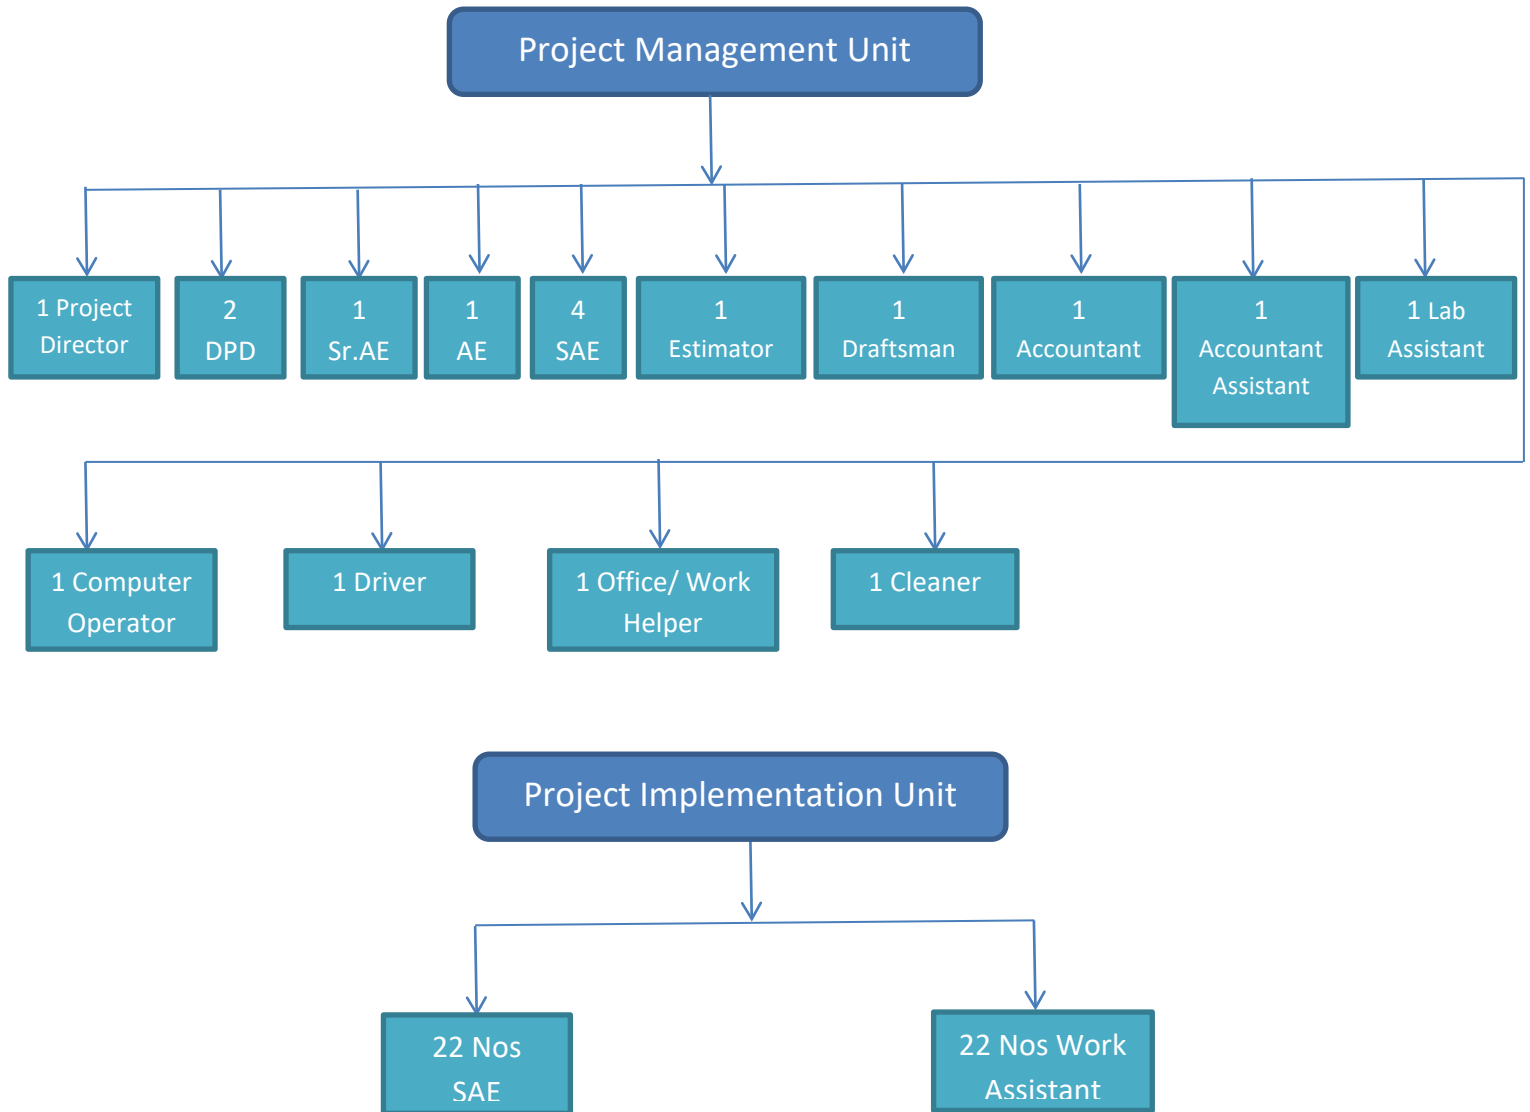 Project Management Unit
1 Project
Director
2
DPD
1
Sr.AE
1
AE
4
SAE
1
Estimator
1
Draftsman
1
Accountant
1
Accountant
Assistant
1 Lab
Assistant
1 Computer
Operator
1 Driver
1 Office/ Work
Helper
1 Cleaner
Project Implementation Unit
22 Nos
SAE
22 Nos Work
Assistant